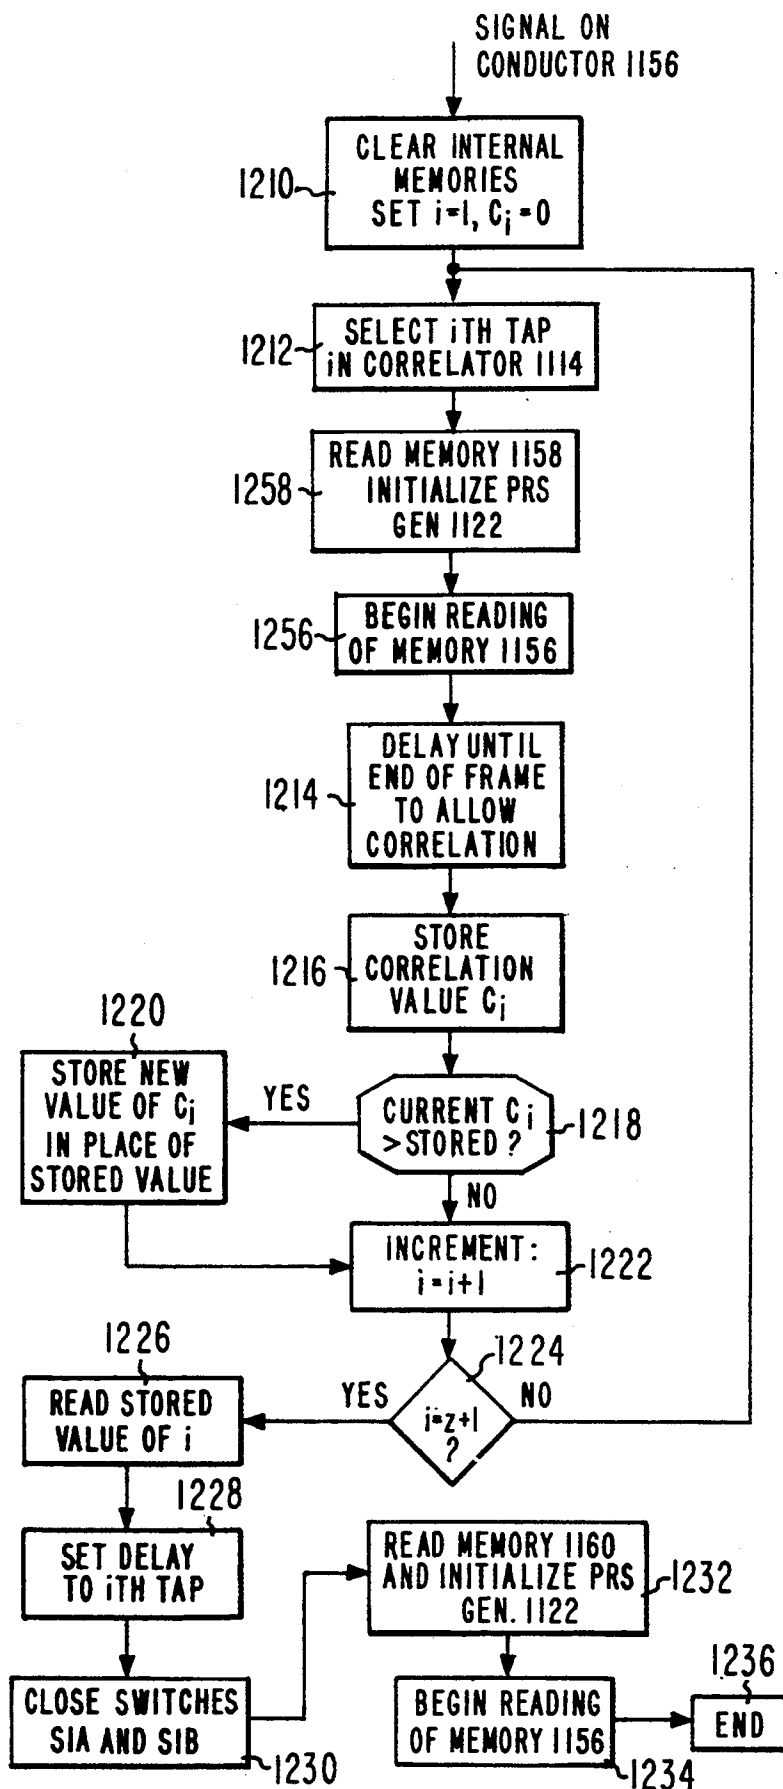 SIGNAL ON
CONDUCTOR 1156
CLEAR INTERNAL
MEMORIES
SET i=1, Ci=0
1210
SELECT iTH TAP
iN CORRELATOR 1114
1212
READ MEMORY 1158
INITIALIZE PRS
GEN 1122
1258
BEGIN READING
OF MEMORY 1156
1256
DELAY UNTIL
END OF FRAME
TO ALLOW
CORRELATION
1214
STORE
CORRELATION
VALUE Ci
1216
CURRENT Ci
>STORED ?
1218
YES
1220
STORE NEW
VALUE OF Ci
IN PLACE OF
STORED VALUE
NO
INCREMENT:
i=i+1
1222
1224
i=z+1
?
YES
NO
1226
READ STORED
VALUE OF i
1228
SET DELAY
TO iTH TAP
CLOSE SWITCHES
S1A AND S1B
1230
READ MEMORY 1160
AND INITIALIZE PRS
GEN. 1122
1232
BEGIN READING
OF MEMORY 1156
1234
1236
END